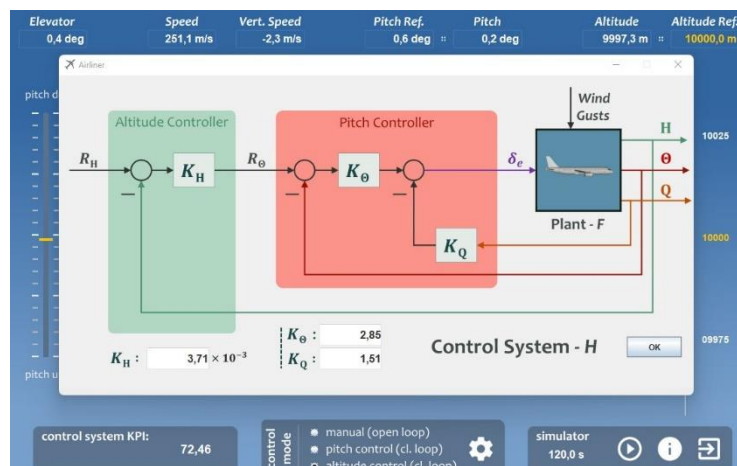 Elevator Speed Vert. Speed Pitch Ref. Pitch Altitude Altitude Ref.
0,4 deg 251,1 m/s -2,3 m/s 0,6 deg :: 0,2 deg 9997,3 m :: 10000,0 m
Airliner
pitch d
Wind
Gusts
Altitude Controller Pitch Controller
H
10025
R_H K_H R_Θ K_Θ δ_e Θ
Q
Plant - F
K_Q
10000
K_H : 3,71 × 10⁻³
K_Θ : 2,85
K_Q : 1,51
Control System - H OK
09975
pitch u
control system KPI:
72,46
control
mode
manual (open loop)
pitch control (cl. loop)
altitude control (cl. loop)
simulator
120,0 s
i